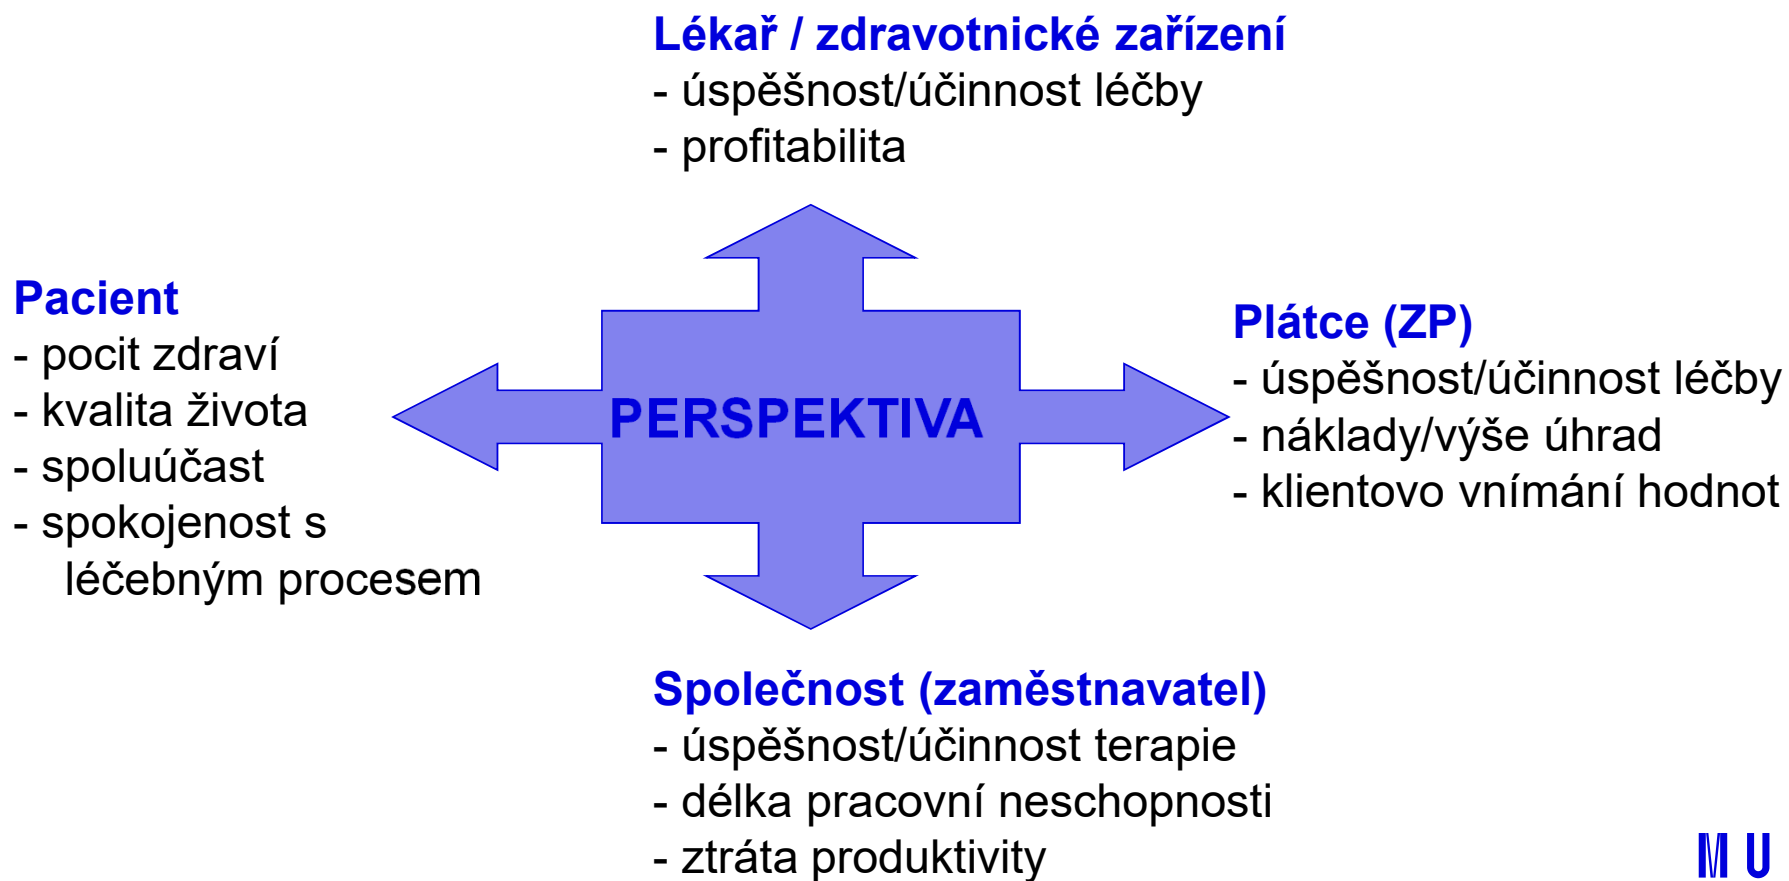 Lékař / zdravotnické zařízení
- úspěšnost/účinnost léčby
- profitabilita
Pacient
- pocit zdraví
- kvalita života
- spoluúčast
- spokojenost s
léčebným procesem
PERSPEKTIVA
Plátce (ZP)
- úspěšnost/účinnost léčby
- náklady/výše úhrad
- klientovo vnímání hodnot
Společnost (zaměstnavatel)
- úspěšnost/účinnost terapie
- délka pracovní neschopnosti
- ztráta produktivity
M U